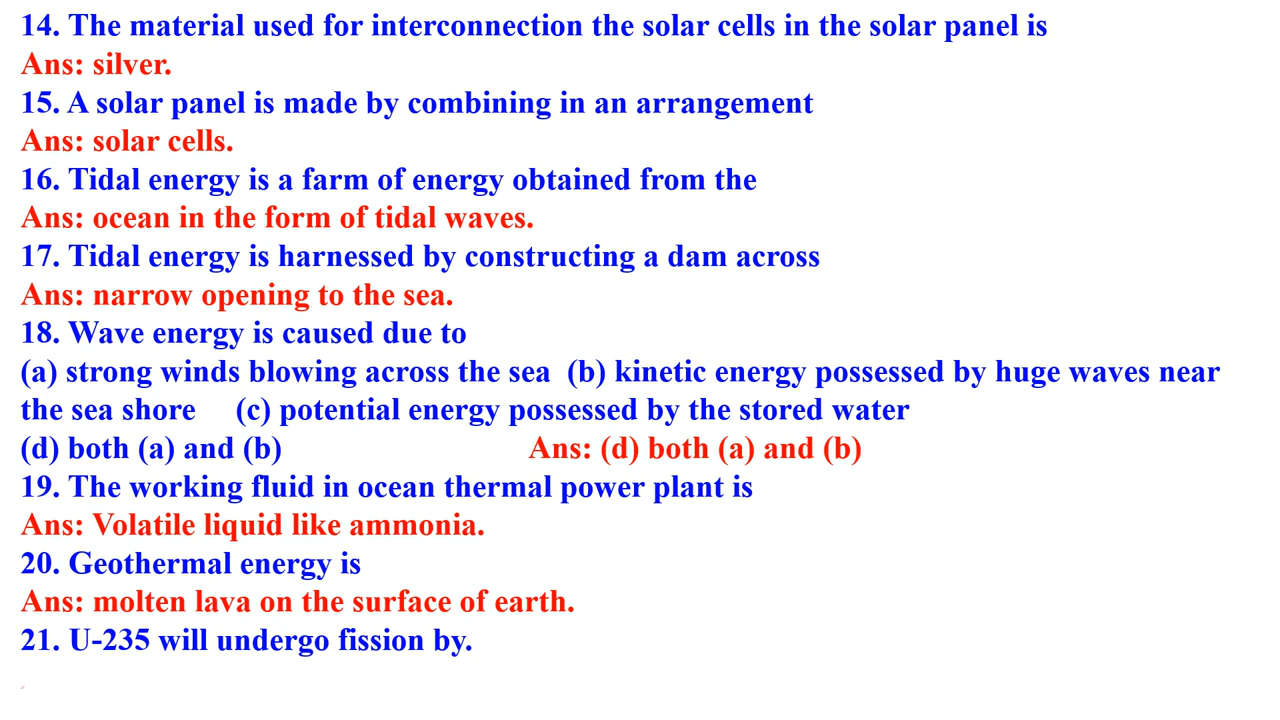 14. The material used for interconnection the solar cells in the solar panel is
Ans: silver.
15. A solar panel is made by combining in an arrangement
Ans: solar cells.
16. Tidal energy is a farm of energy obtained from the
Ans: ocean in the form of tidal waves.
17. Tidal energy is harnessed by constructing a dam across
Ans: narrow opening to the sea.
18. Wave energy is caused due to
(a) strong winds blowing across the sea (b) kinetic energy possessed by huge waves near
the sea shore (c) potential energy possessed by the stored water
(d) both (a) and (b) Ans: (d) both (a) and (b)
19. The working fluid in ocean thermal power plant is
Ans: Volatile liquid like ammonia.
20. Geothermal energy is
Ans: molten lava on the surface of earth.
21. U-235 will undergo fission by.